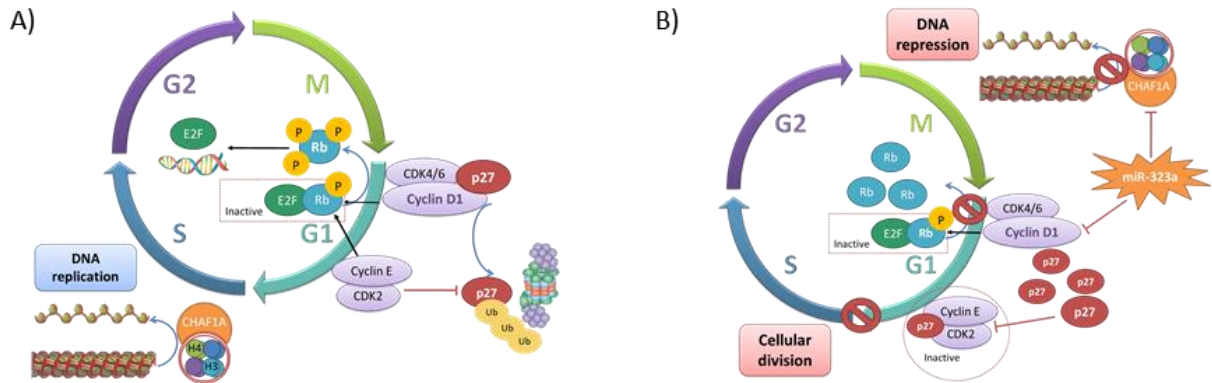 A)
G2
M
S
G1
E2F
P
P
P
Rb
P
E2F
Rb
Inactive
CDK4/6
p27
Cyclin D1
Cyclin E
CDK2
p27
Ub
Ub
Ub
DNA
replication
CHAF1A
H4
H3
B)
DNA
repression
CHAF1A
miR-323a
G2
M
S
G1
Rb
Rb
Rb
P
E2F
Rb
Inactive
CDK4/6
Cyclin D1
p27
p27
p27
p27
Cyclin E
p27
CDK2
Inactive
Cellular
division